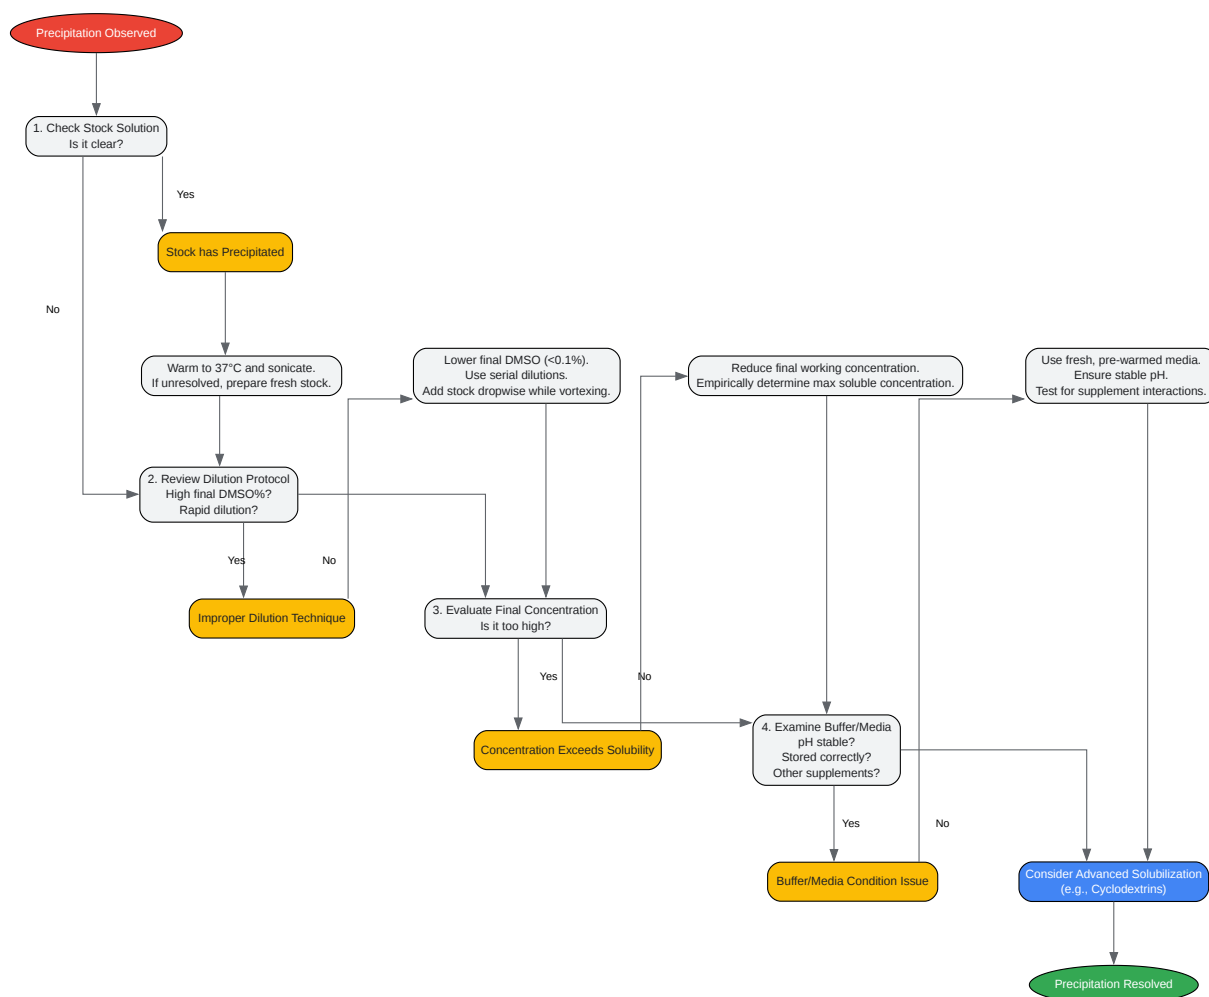 Precipitation Observed
1. Check Stock Solution
Is it clear?
Yes
Stock has Precipitated
No
Warm to 37°C and sonicate.
If unresolved, prepare fresh stock.
Lower final DMSO (<0.1%).
Use serial dilutions.
Add stock dropwise while vortexing.
Reduce final working concentration.
Empirically determine max soluble concentration.
Use fresh, pre-warmed media.
Ensure stable pH.
Test for supplement interactions.
2. Review Dilution Protocol
High final DMSO%?
Rapid dilution?
Yes
No
Improper Dilution Technique
3. Evaluate Final Concentration
Is it too high?
Yes
No
Concentration Exceeds Solubility
4. Examine Buffer/Media
pH stable?
Stored correctly?
Other supplements?
Yes
No
Buffer/Media Condition Issue
Consider Advanced Solubilization
(e.g., Cyclodextrins)
Precipitation Resolved